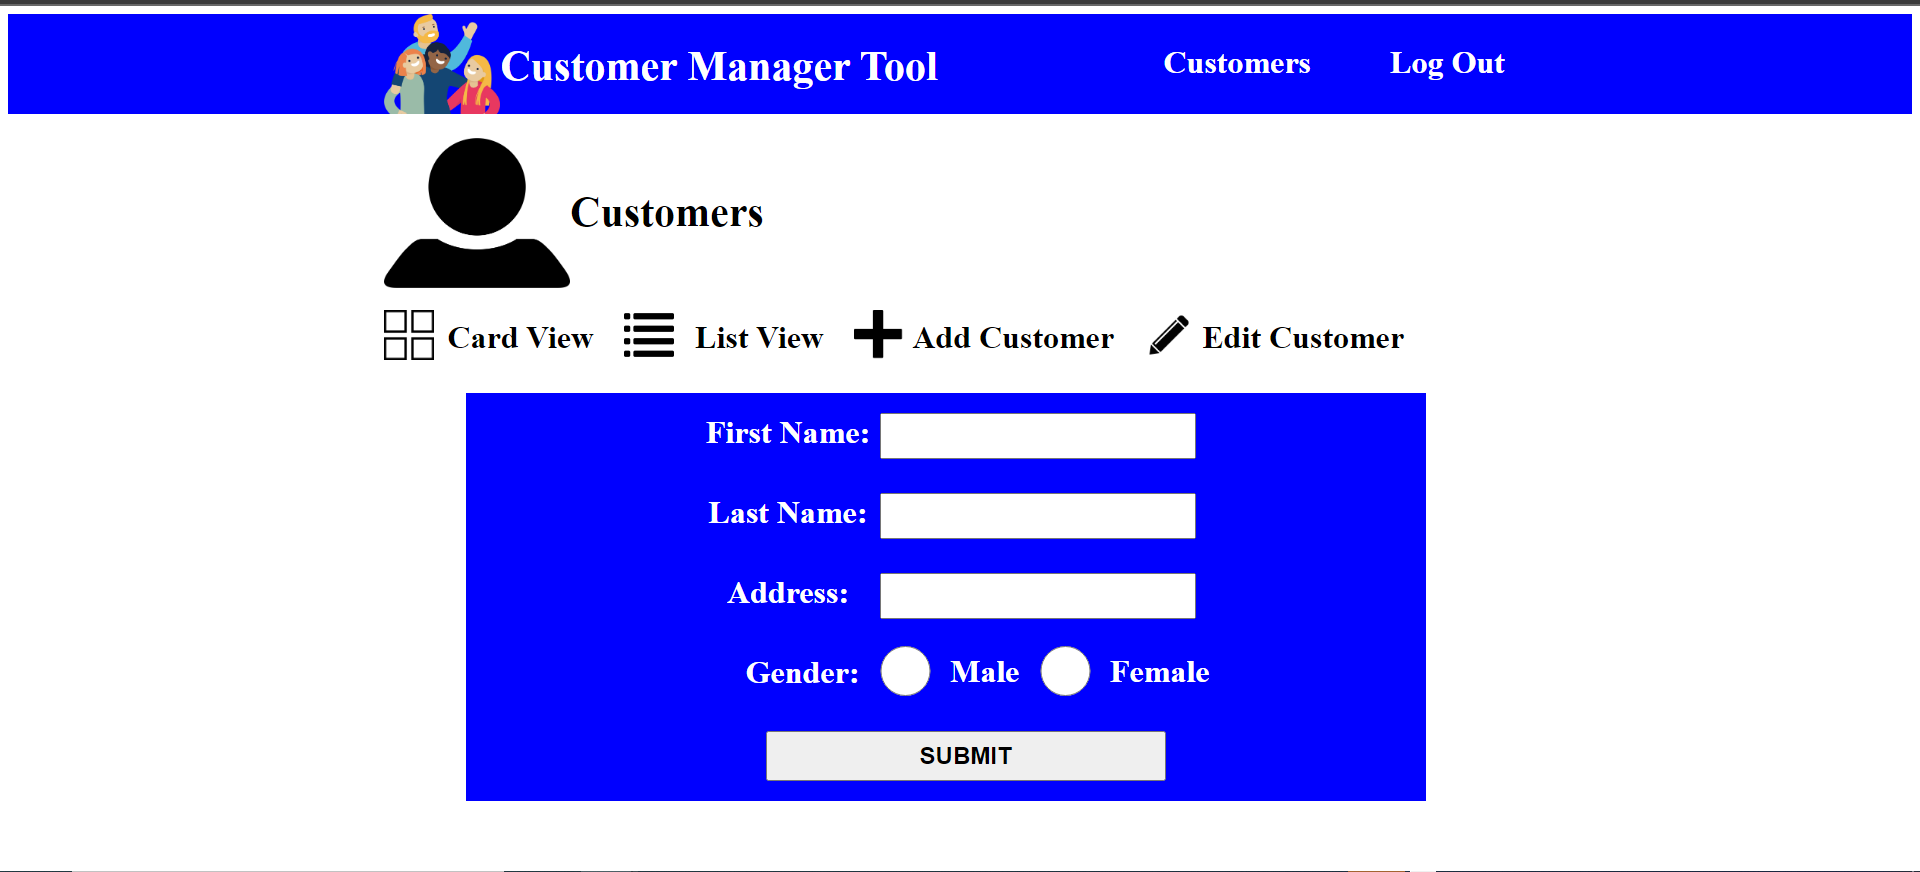 Customer Manager Tool Customers Log Out
Customers
Card View List View Add Customer Edit Customer
First Name:
Last Name:
Address:
Gender: Male Female
SUBMIT